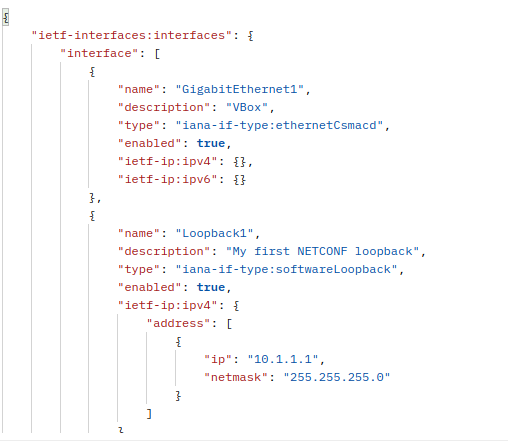 {
"ietf-interfaces:interfaces": {
"interface": [
{
"name": "GigabitEthernet1",
"description": "VBox",
"type": "iana-if-type:ethernetCsmacd",
"enabled": true,
"ietf-ip:ipv4": {},
"ietf-ip:ipv6": {}
},
{
"name": "Loopback1",
"description": "My first NETCONF loopback",
"type": "iana-if-type:softwareLoopback",
"enabled": true,
"ietf-ip:ipv4": {
"address": [
{
"ip": "10.1.1.1",
"netmask": "255.255.255.0"
}
]
}